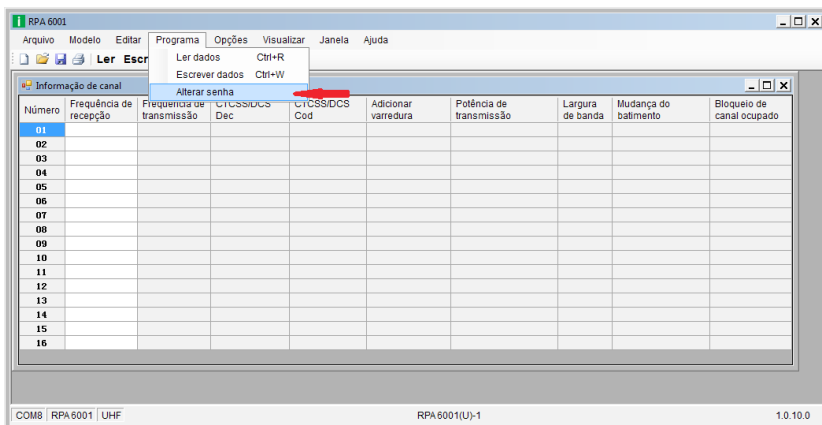 RPA 6001
Arquivo Modelo Editar Programa Opções Visualizar Janela Ajuda
Ler Escr
Ler dados Ctrl+R
Escrever dados Ctrl+W
Alterar senha
Informação de canal
Número Frequência de recepção Frequência de transmissão CTCSS/DCS Dec CTCSS/DCS Cod Adicionar varredura Potência de transmissão Largura de banda Mudança do batimento Bloqueio de canal ocupado
01
02
03
04
05
06
07
08
09
10
11
12
13
14
15
16
COM8 RPA6001 UHF RPA6001(U)-1 1.0.10.0